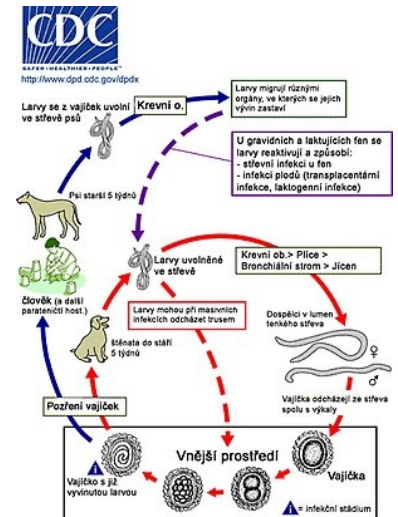 CDC
SAFER·HEALTHIER·PEOPLE™
http://www.dpd.cdc.gov/dpdx
Larvy se z vajíček uvolní
ve střevě psů
Krevní o.
Larvy migrují různými
orgány, ve kterých se jejich
vývin zastaví
U gravidních a laktujících fen se
larvy reaktivují a způsobí:
- střevní infekci u fen
- infekci plodů (transplacentární
infekce, laktogenní infekce)
Psi starší 5 týdnů
Larvy uvolněné
ve střevě
Krevní ob.> Plíce >
Bronchiální strom > Jícen
člověk (a další
parateničtí host.)
Larvy mohou při masivních
infekcích odcházet trusem
Dospělci v lumen
tenkého střeva
štěnata do stáří
5 týdnů
♀
♂
Vajíčka odcházejí ze střeva
spolu s výkaly
Pozření vajíček
Vnější prostředí
Vajíčka
i
Vajíčko s již
vyvinutou larvou
i = infekční stádium